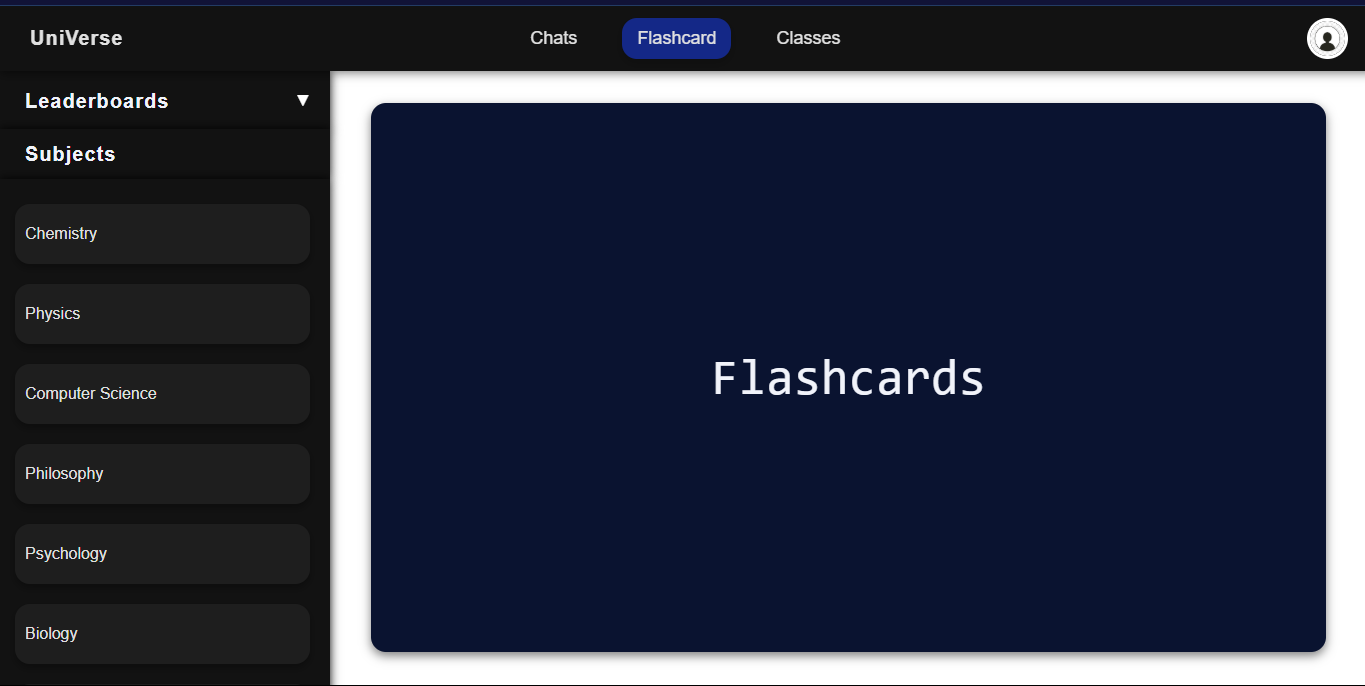 UniVerse
Chats
Flashcard
Classes
Leaderboards ▼
Subjects
Chemistry
Physics
Computer Science
Philosophy
Psychology
Biology
Flashcards